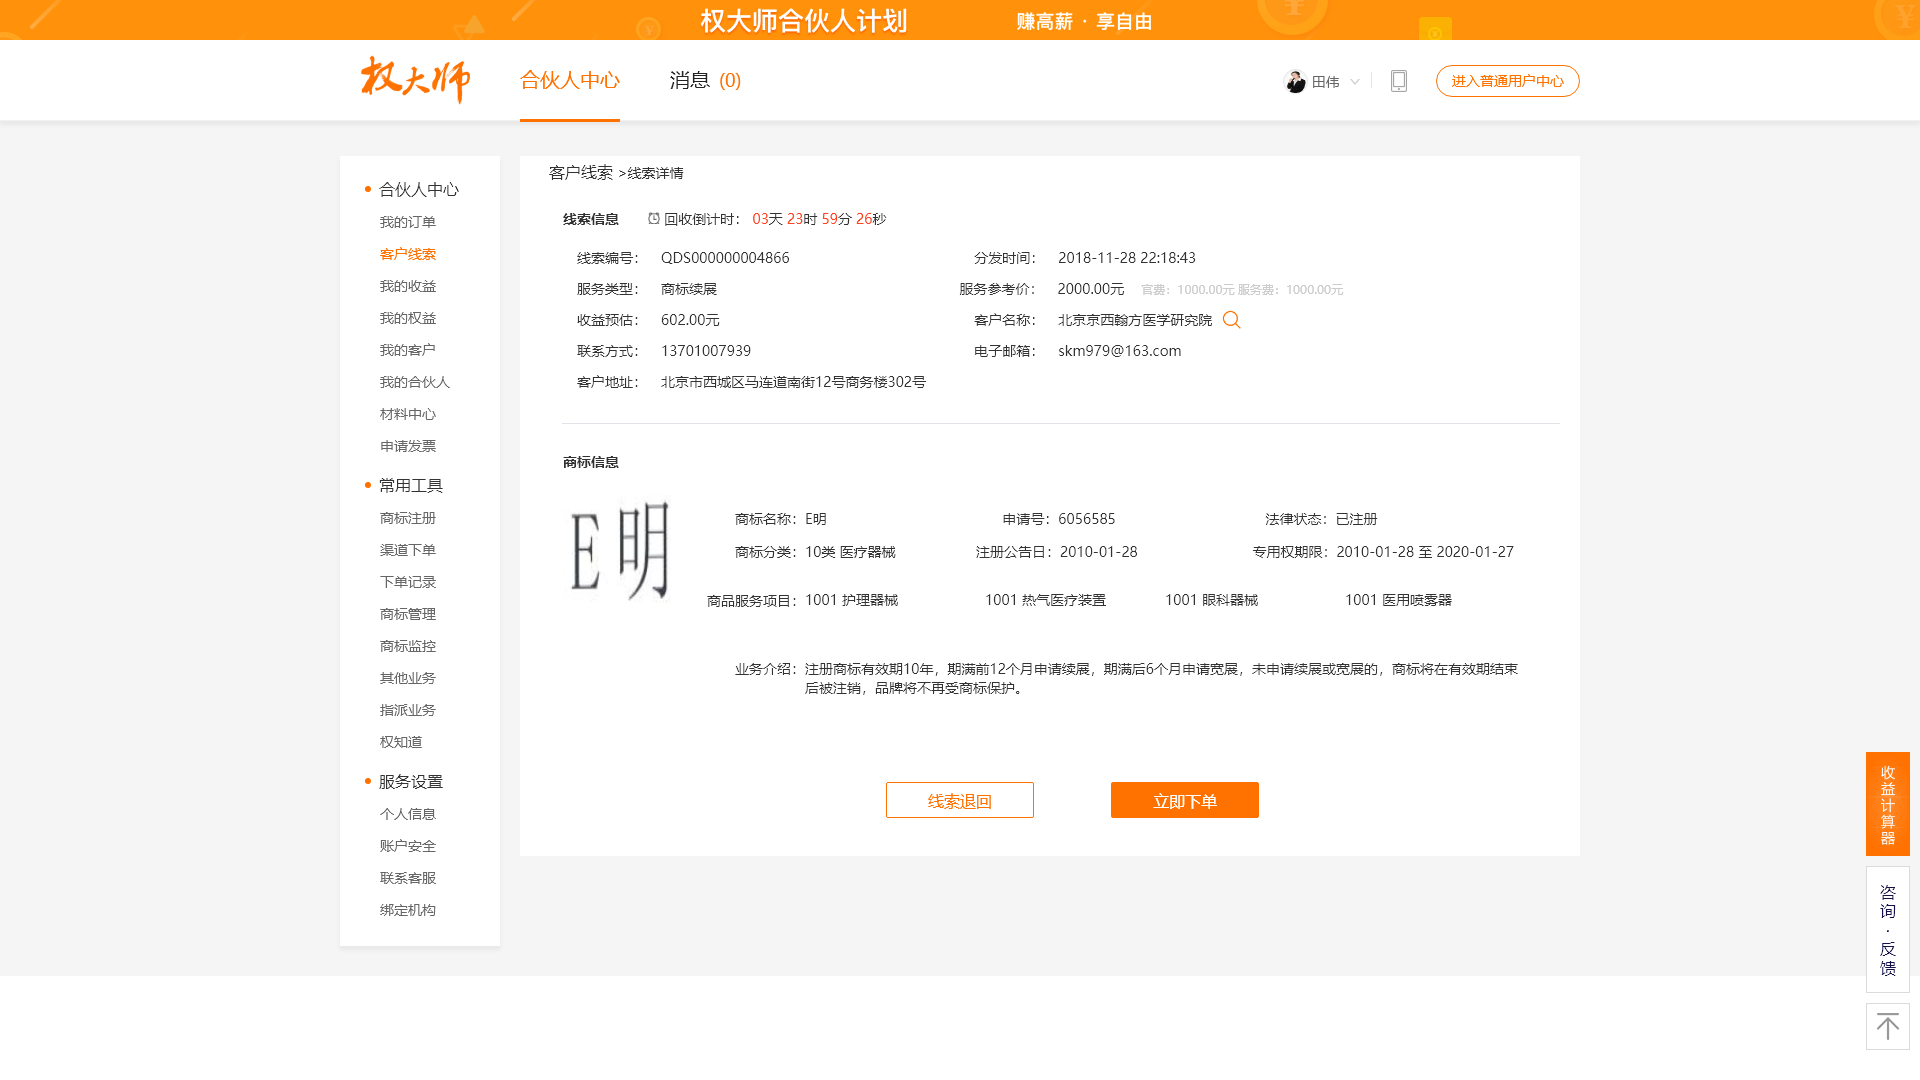 权大师合伙人计划 赚高薪 · 享自由
权大师 合伙人中心 消息 (0) 田伟 进入普通用户中心
合伙人中心
我的订单
客户线索
我的收益
我的权益
我的客户
我的合伙人
材料中心
申请发票
常用工具
商标注册
渠道下单
下单记录
商标管理
商标监控
其他业务
指派业务
权知道
服务设置
个人信息
账户安全
联系客服
绑定机构
客户线索 >线索详情
线索信息 回收倒计时： 03天 23时 59分 26秒
线索编号： QDS000000004866 分发时间： 2018-11-28 22:18:43
服务类型： 商标续展 服务参考价： 2000.00元 官费：1000.00元 服务费：1000.00元
收益预估： 602.00元 客户名称： 北京京西翰方医学研究院
联系方式： 13701007939 电子邮箱： skm979@163.com
客户地址： 北京市西城区马连道南街12号商务楼302号
商标信息
E明
商标名称： E明 申请号： 6056585 法律状态： 已注册
商标分类： 10类 医疗器械 注册公告日： 2010-01-28 专用权期限： 2010-01-28 至 2020-01-27
商品服务项目： 1001 护理器械 1001 热气医疗装置 1001 眼科器械 1001 医用喷雾器
业务介绍： 注册商标有效期10年，期满前12个月申请续展，期满后6个月申请宽展，未申请续展或宽展的，商标将在有效期结束
后被注销，品牌将不再受商标保护。
线索退回 立即下单
收益计算器
咨询·反馈